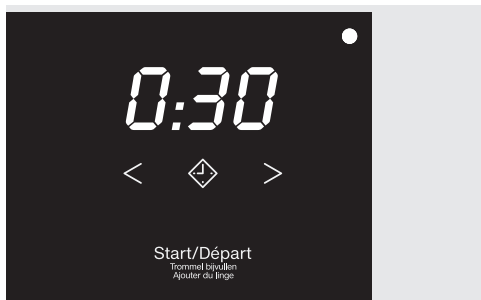 0:30
< >
Start/Départ
Trommel bijvullen
Ajouter du linge